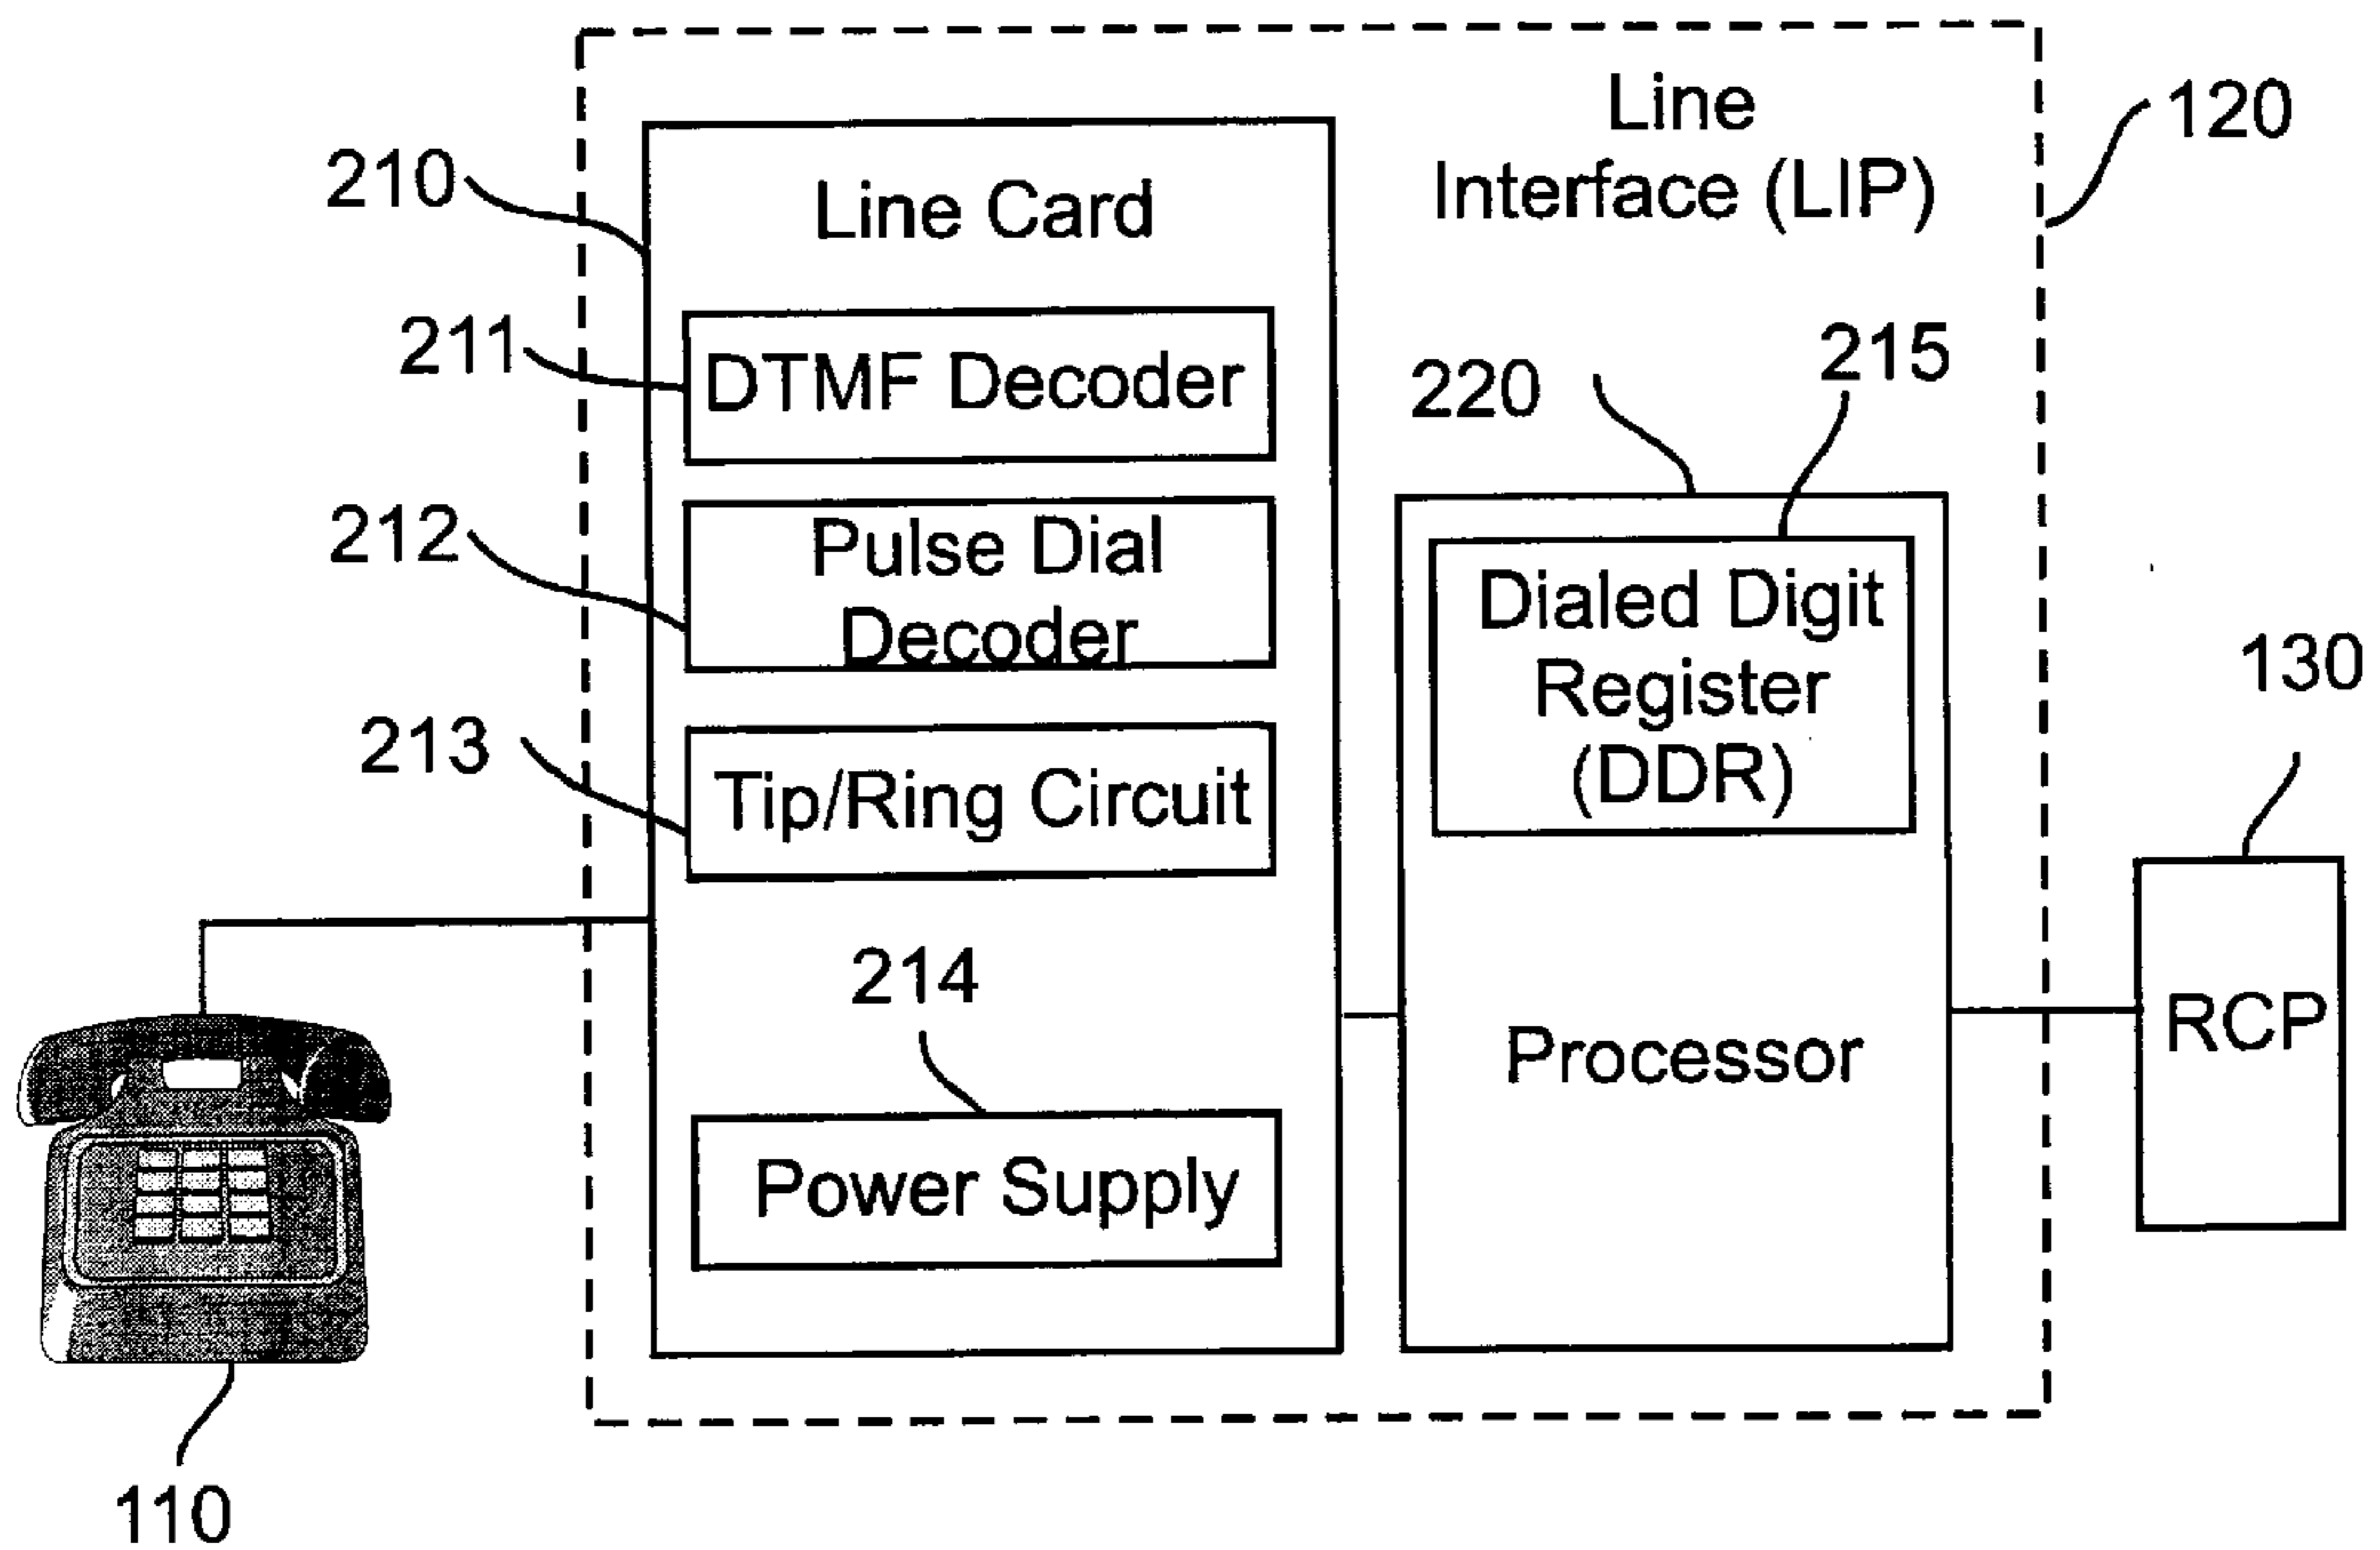 Line
Interface (LIP)
120
210
Line Card
211
DTMF Decoder
212
Pulse Dial
Decoder
213
Tip/Ring Circuit
214
Power Supply
220
215
Dialed Digit
Register
(DDR)
Processor
130
RCP
110